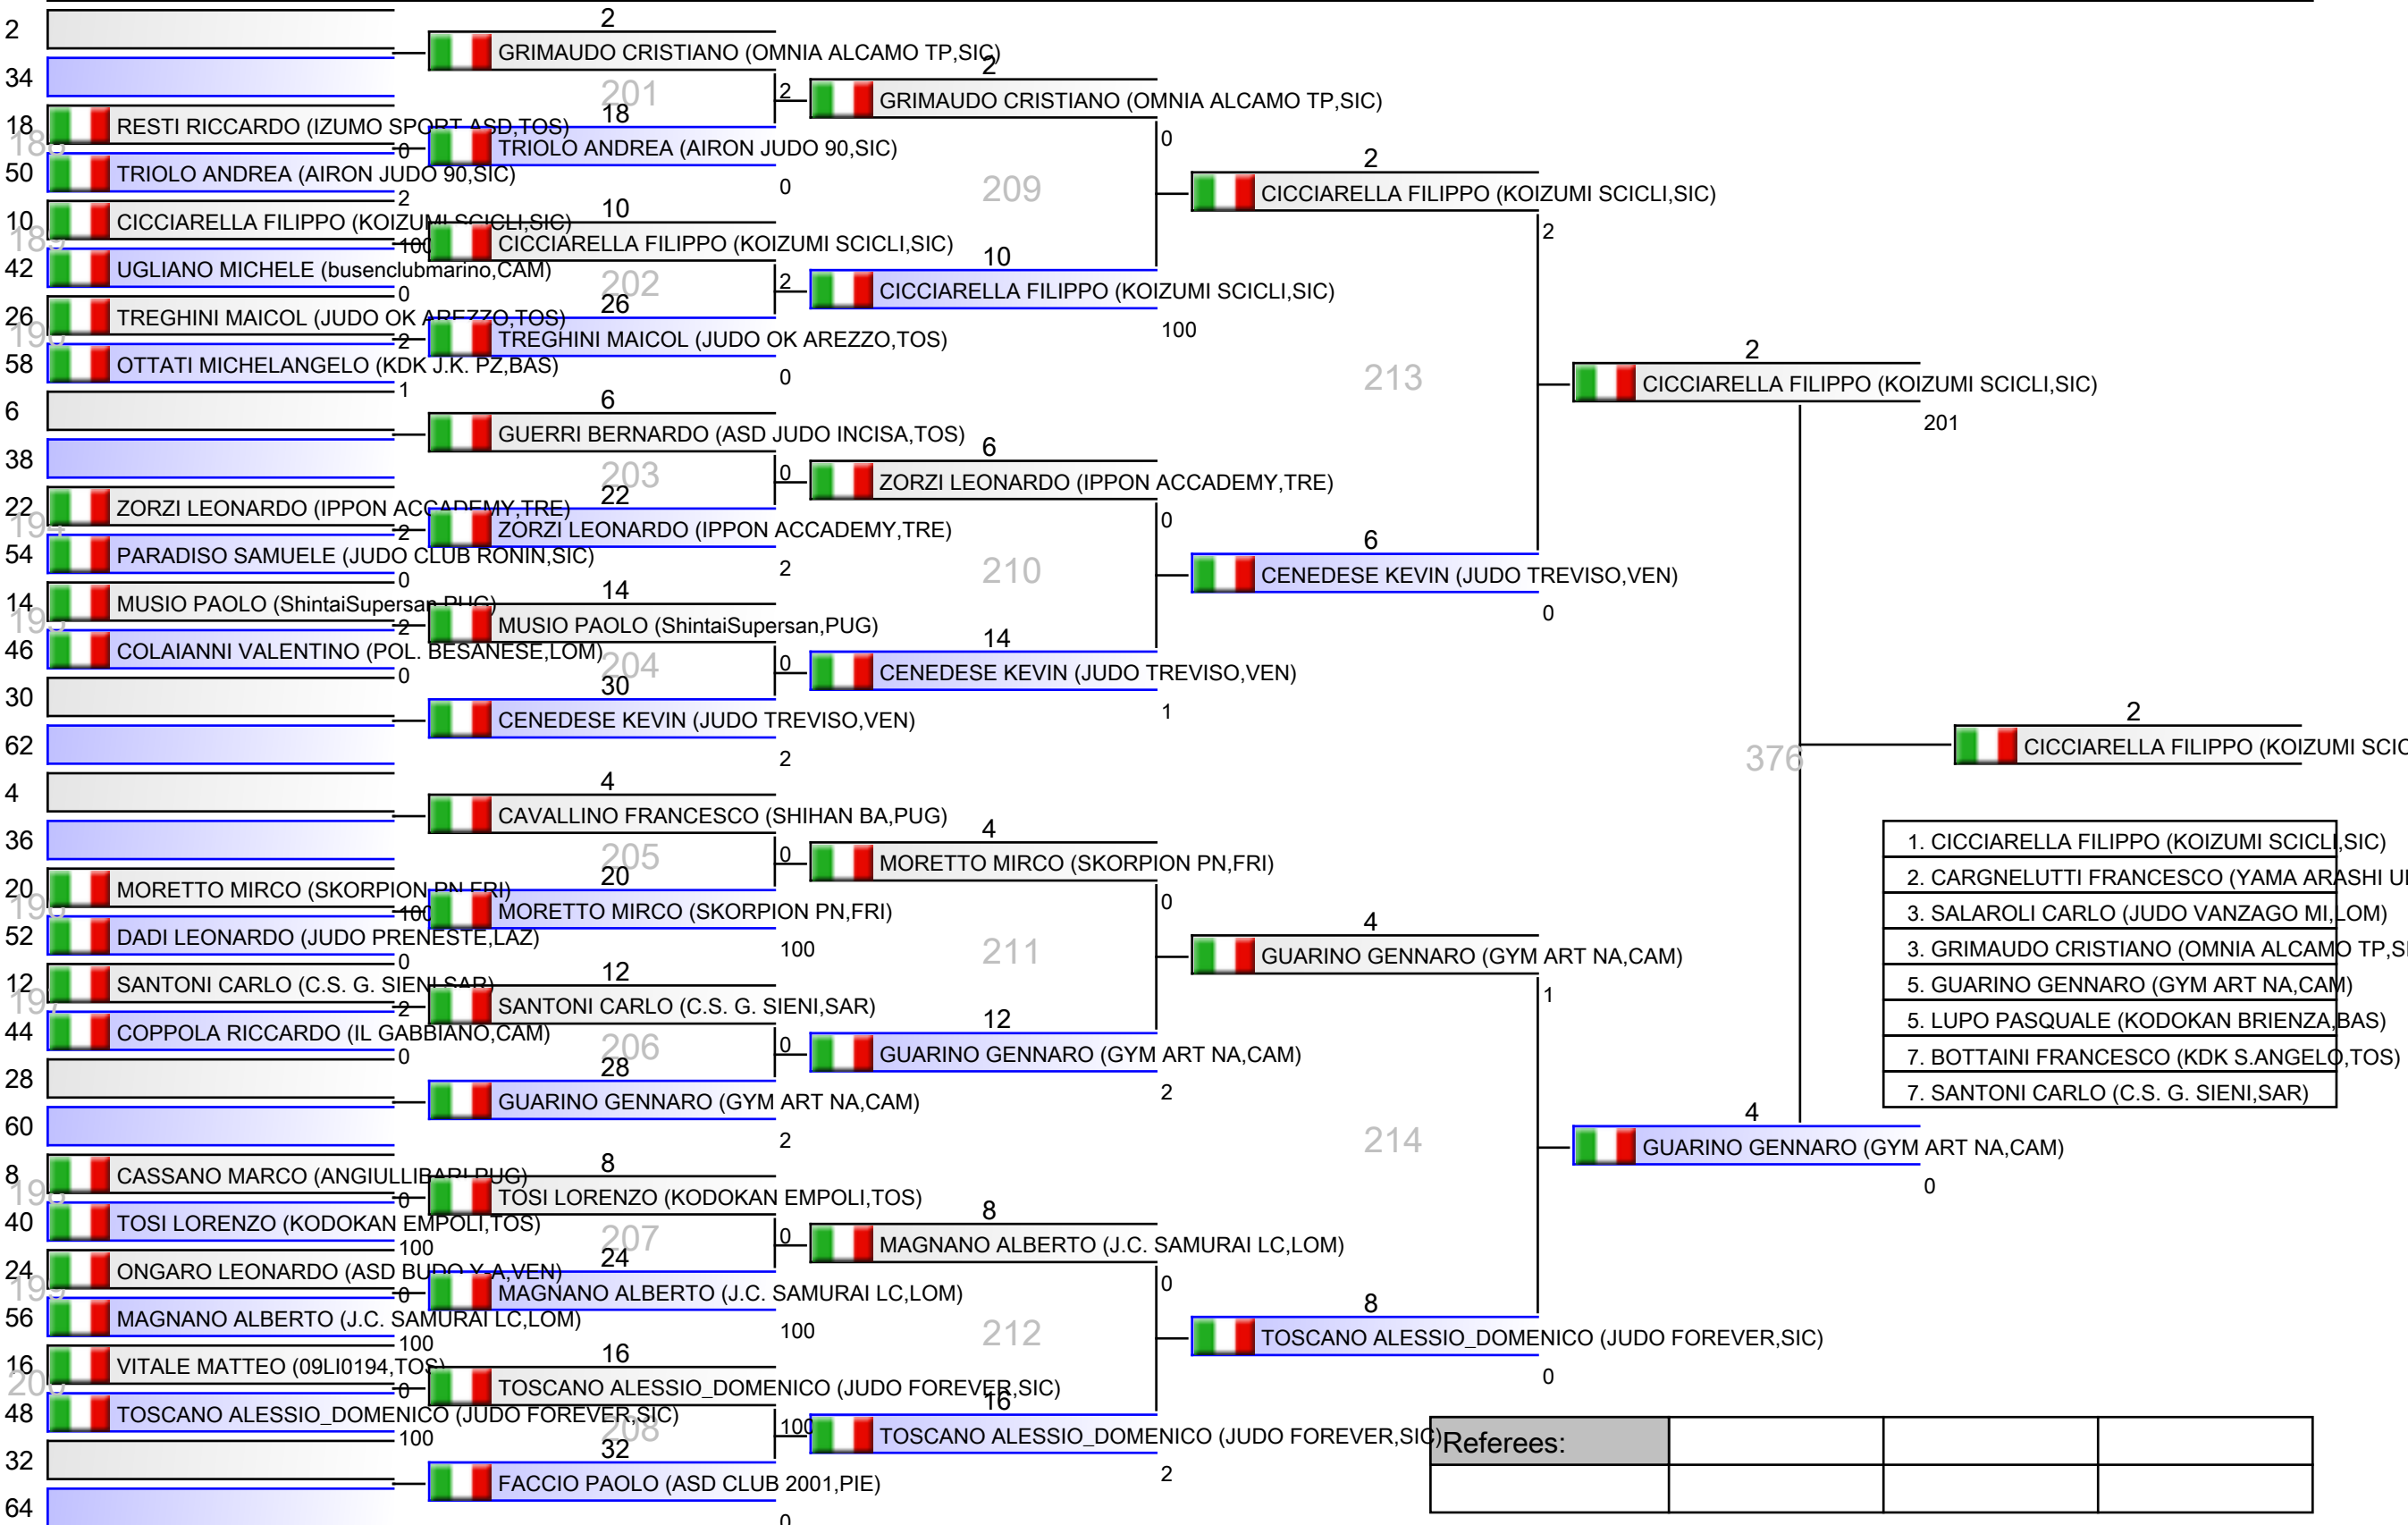 2
34
18
RESTI RICCARDO (IZUMO SPORT ASD,TOS)
0
50
TRIOLO ANDREA (AIRON JUDO 90,SIC)
2
10
CICCIARELLA FILIPPO (KOIZUMI SCICLI,SIC)
100
42
UGLIANO MICHELE (busenclubmarino,CAM)
0
26
TREGHINI MAICOL (JUDO OK AREZZO,TOS)
2
58
OTTATI MICHELANGELO (KDK J.K. PZ,BAS)
1
6
38
22
ZORZI LEONARDO (IPPON ACCADEMY,TRE)
2
54
PARADISO SAMUELE (JUDO CLUB RONIN,SIC)
0
14
MUSIO PAOLO (ShintaiSupersan,PUG)
2
46
COLAIANNI VALENTINO (POL. BESANESE,LOM)
0
30
62
4
36
20
MORETTO MIRCO (SKORPION PN,FRI)
100
52
DADI LEONARDO (JUDO PRENESTE,LAZ)
0
12
SANTONI CARLO (C.S. G. SIENI,SAR)
2
44
COPPOLA RICCARDO (IL GABBIANO,CAM)
0
28
60
8
CASSANO MARCO (ANGIULLIBARI,PUG)
0
40
TOSI LORENZO (KODOKAN EMPOLI,TOS)
100
24
ONGARO LEONARDO (ASD BUDO Y-A,VEN)
0
56
MAGNANO ALBERTO (J.C. SAMURAI LC,LOM)
100
16
VITALE MATTEO (09LI0194,TOS)
0
48
TOSCANO ALESSIO_DOMENICO (JUDO FOREVER,SIC)
100
32
64
2
GRIMAUDO CRISTIANO (OMNIA ALCAMO TP,SIC)
2
201
18
TRIOLO ANDREA (AIRON JUDO 90,SIC)
0
10
CICCIARELLA FILIPPO (KOIZUMI SCICLI,SIC)
2
202
26
TREGHINI MAICOL (JUDO OK AREZZO,TOS)
0
6
GUERRI BERNARDO (ASD JUDO INCISA,TOS)
0
203
22
ZORZI LEONARDO (IPPON ACCADEMY,TRE)
2
14
MUSIO PAOLO (ShintaiSupersan,PUG)
0
204
30
CENEDESE KEVIN (JUDO TREVISO,VEN)
2
4
CAVALLINO FRANCESCO (SHIHAN BA,PUG)
0
205
20
MORETTO MIRCO (SKORPION PN,FRI)
100
12
SANTONI CARLO (C.S. G. SIENI,SAR)
0
206
28
GUARINO GENNARO (GYM ART NA,CAM)
2
8
TOSI LORENZO (KODOKAN EMPOLI,TOS)
0
207
24
MAGNANO ALBERTO (J.C. SAMURAI LC,LOM)
100
16
TOSCANO ALESSIO_DOMENICO (JUDO FOREVER,SIC)
100
208
32
FACCIO PAOLO (ASD CLUB 2001,PIE)
0
2
GRIMAUDO CRISTIANO (OMNIA ALCAMO TP,SIC)
0
209
10
CICCIARELLA FILIPPO (KOIZUMI SCICLI,SIC)
100
6
ZORZI LEONARDO (IPPON ACCADEMY,TRE)
0
210
14
CENEDESE KEVIN (JUDO TREVISO,VEN)
1
4
MORETTO MIRCO (SKORPION PN,FRI)
0
211
12
GUARINO GENNARO (GYM ART NA,CAM)
2
8
MAGNANO ALBERTO (J.C. SAMURAI LC,LOM)
0
212
16
TOSCANO ALESSIO_DOMENICO (JUDO FOREVER,SIC)
2
2
CICCIARELLA FILIPPO (KOIZUMI SCICLI,SIC)
2
213
6
CENEDESE KEVIN (JUDO TREVISO,VEN)
0
4
GUARINO GENNARO (GYM ART NA,CAM)
1
214
8
TOSCANO ALESSIO_DOMENICO (JUDO FOREVER,SIC)
0
2
CICCIARELLA FILIPPO (KOIZUMI SCICLI,SIC)
201
376
4
GUARINO GENNARO (GYM ART NA,CAM)
0
2
CICCIARELLA FILIPPO (KOIZUMI
1. CICCIARELLA FILIPPO (KOIZUMI SCICLI,SIC)
2. CARGNELUTTI FRANCESCO (YAMA ARASHI
3. SALAROLI CARLO (JUDO VANZAGO MI,LOM)
3. GRIMAUDO CRISTIANO (OMNIA ALCAMO
5. GUARINO GENNARO (GYM ART NA,CAM)
5. LUPO PASQUALE (KODOKAN BRIENZA,BAS)
7. BOTTAINI FRANCESCO (KDK S.ANGELO,TOS)
7. SANTONI CARLO (C.S. G. SIENI,SAR)
Referees: